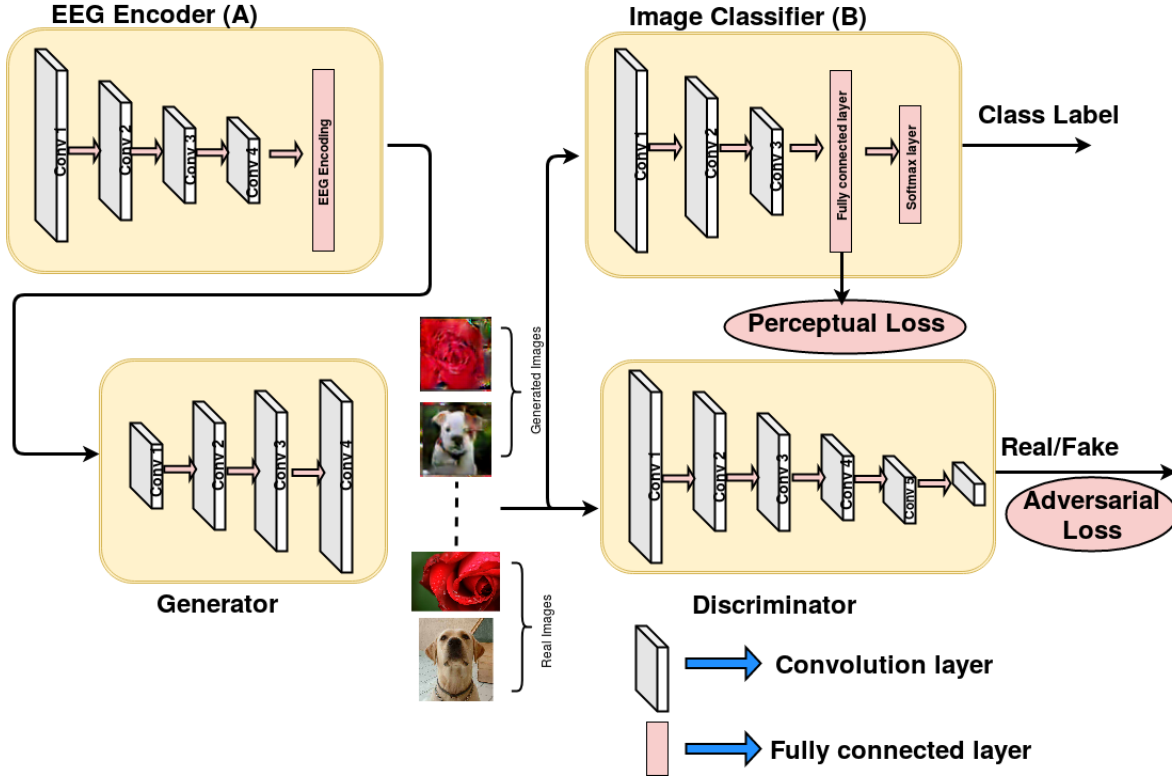 EEG Encoder (A)
Conv 1
Conv 2
Conv 3
Conv 4
EEG Encoding
Image Classifier (B)
Conv 1
Conv 2
Conv 3
Fully connected layer
Softmax layer
Class Label
Perceptual Loss
Generated Images
Real Images
Conv 1
Conv 2
Conv 3
Conv 4
Generator
Conv 1
Conv 2
Conv 3
Conv 4
Conv 5
Real/Fake
Adversarial
Loss
Discriminator
Convolution layer
Fully connected layer